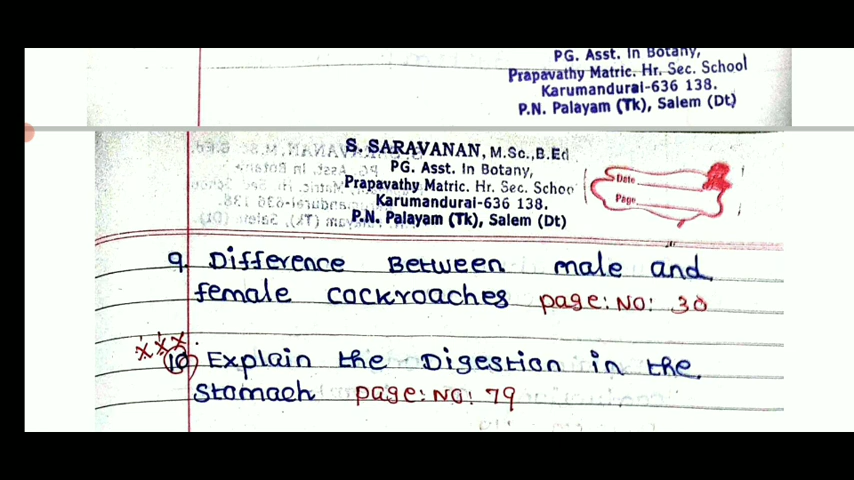 PG. Asst. In Botany,
Prapavathy Matric. Hr. Sec. School
Karumandurai-636 138.
P.N. Palayam (Tk), Salem (Dt)
S. SARAVANAN, M.Sc.,B.Ed
PG. Asst. In Botany,
Prapavathy Matric. Hr. Sec. Schoo
Karumandurai-636 138.
P.N. Palayam (Tk), Salem (Dt)
Date
Page
9. Difference Between male and
female cockroaches page: NO: 30
10 Explain the Digestion in the
Stomach page: NO: 79